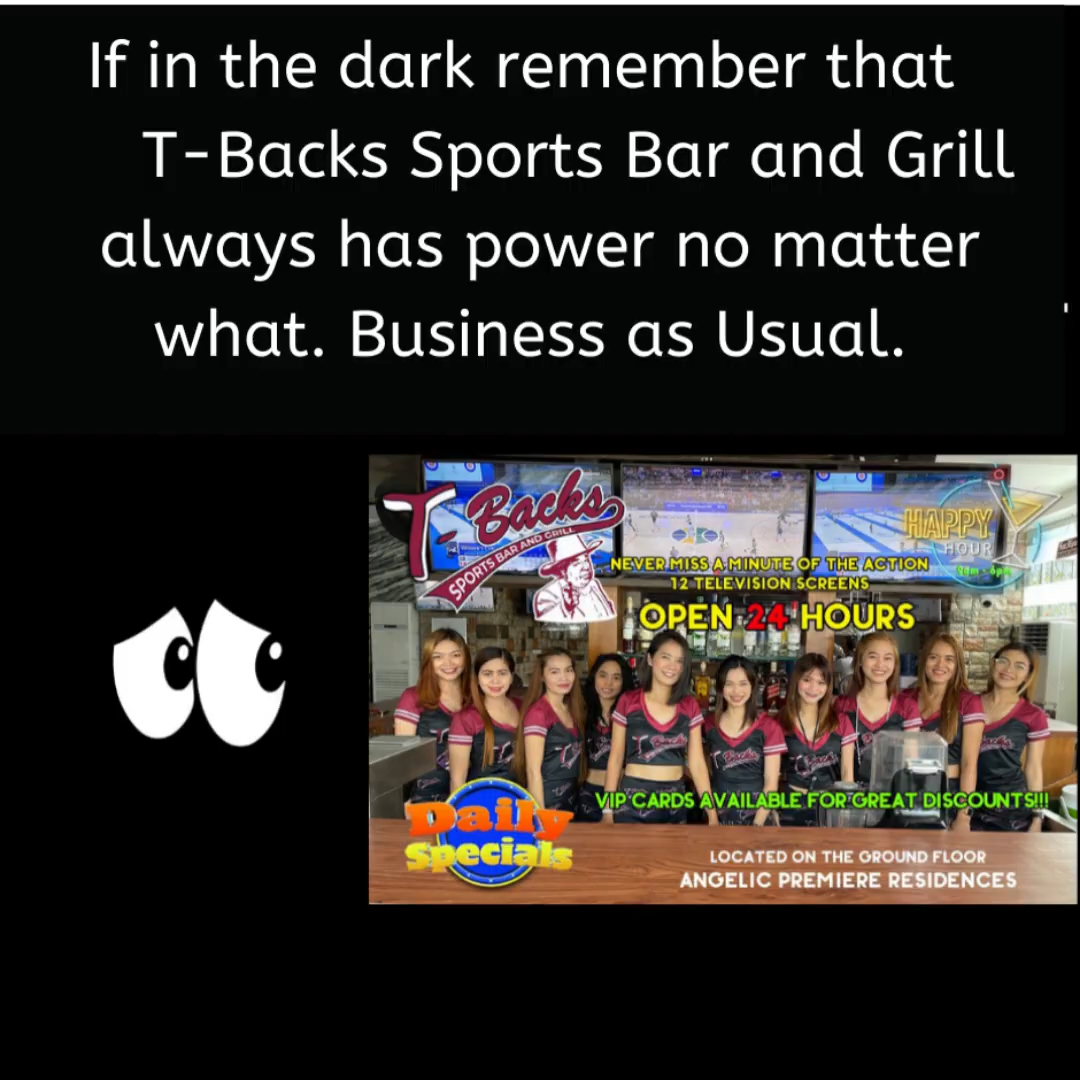 If in the dark remember that
T-Backs Sports Bar and Grill
always has power no matter
what. Business as Usual.
T-Backs
SPORTS BAR AND GRILL
HAPPY
HOUR
9am - 6pm
NEVER MISS A MINUTE OF THE ACTION
12 TELEVISION SCREENS
OPEN 24 HOURS
VIP CARDS AVAILABLE FOR GREAT DISCOUNTS!!!
Daily
Specials
LOCATED ON THE GROUND FLOOR
ANGELIC PREMIERE RESIDENCES